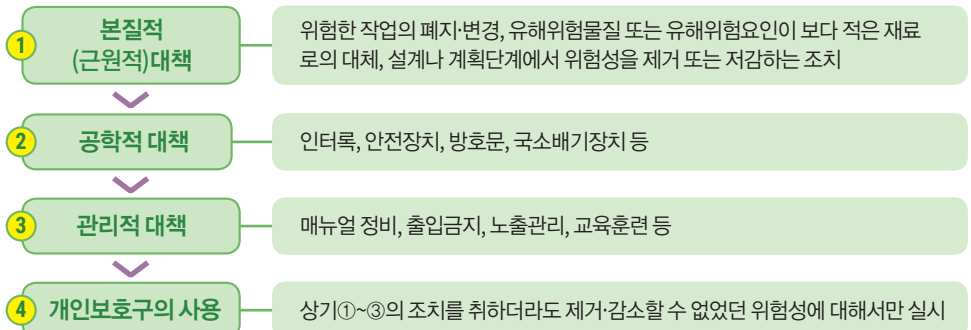 1
본질적
(근원적)대책
위험한 작업의 폐지·변경, 유해위험물질 또는 유해위험요인이 보다 적은 재료
로의 대체, 설계나 계획단계에서 위험성을 제거 또는 저감하는 조치
2
공학적 대책
인터록, 안전장치, 방호문, 국소배기장치 등
3
관리적 대책
매뉴얼 정비, 출입금지, 노출관리, 교육훈련 등
4
개인보호구의 사용
상기①~③의 조치를 취하더라도 제거·감소할 수 없었던 위험성에 대해서만 실시